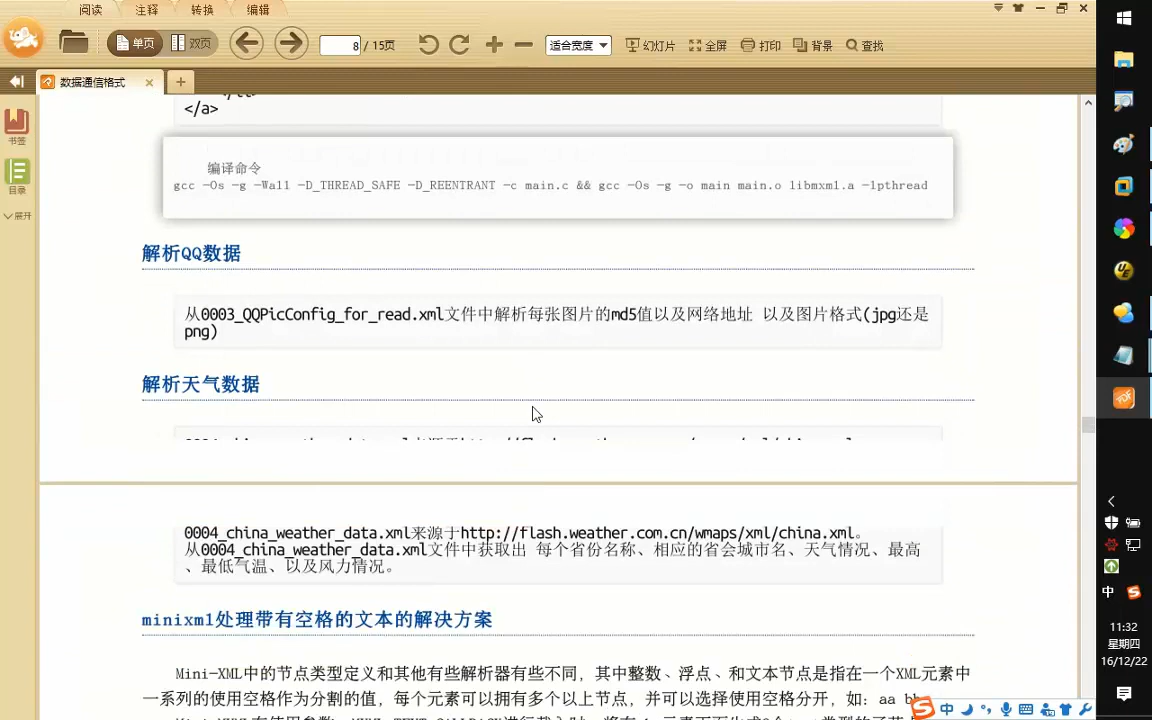 阅读 注释 转换 编辑
单页 双页 8 / 15页 适合宽度 幻灯片 全屏 打印 背景 查找
数据通信格式
书签
目录
展开
</a>
编译命令
gcc -Os -g -Wall -D_THREAD_SAFE -D_REENTRANT -c main.c && gcc -Os -g -o main main.o libmxml.a -lpthread
解析QQ数据
从0003_QQPicConfig_for_read.xml文件中解析每张图片的md5值以及网络地址 以及图片格式(jpg还是
png)
解析天气数据
0004_china_weather_data.xml来源于http://flash.weather.com.cn/wmaps/xml/china.xml。
从0004_china_weather_data.xml文件中获取出 每个省份名称、相应的省会城市名、天气情况、最高
、最低气温、以及风力情况。
minixml处理带有空格的文本的解决方案
Mini-XML中的节点类型定义和其他有些解析器有些不同，其中整数、浮点、和文本节点是指在一个XML元素中
一系列的使用空格作为分割的值，每个元素可以拥有多个以上节点，并可以选择使用空格分开，如：aa bb
中
11:32
星期四
16/12/22
中